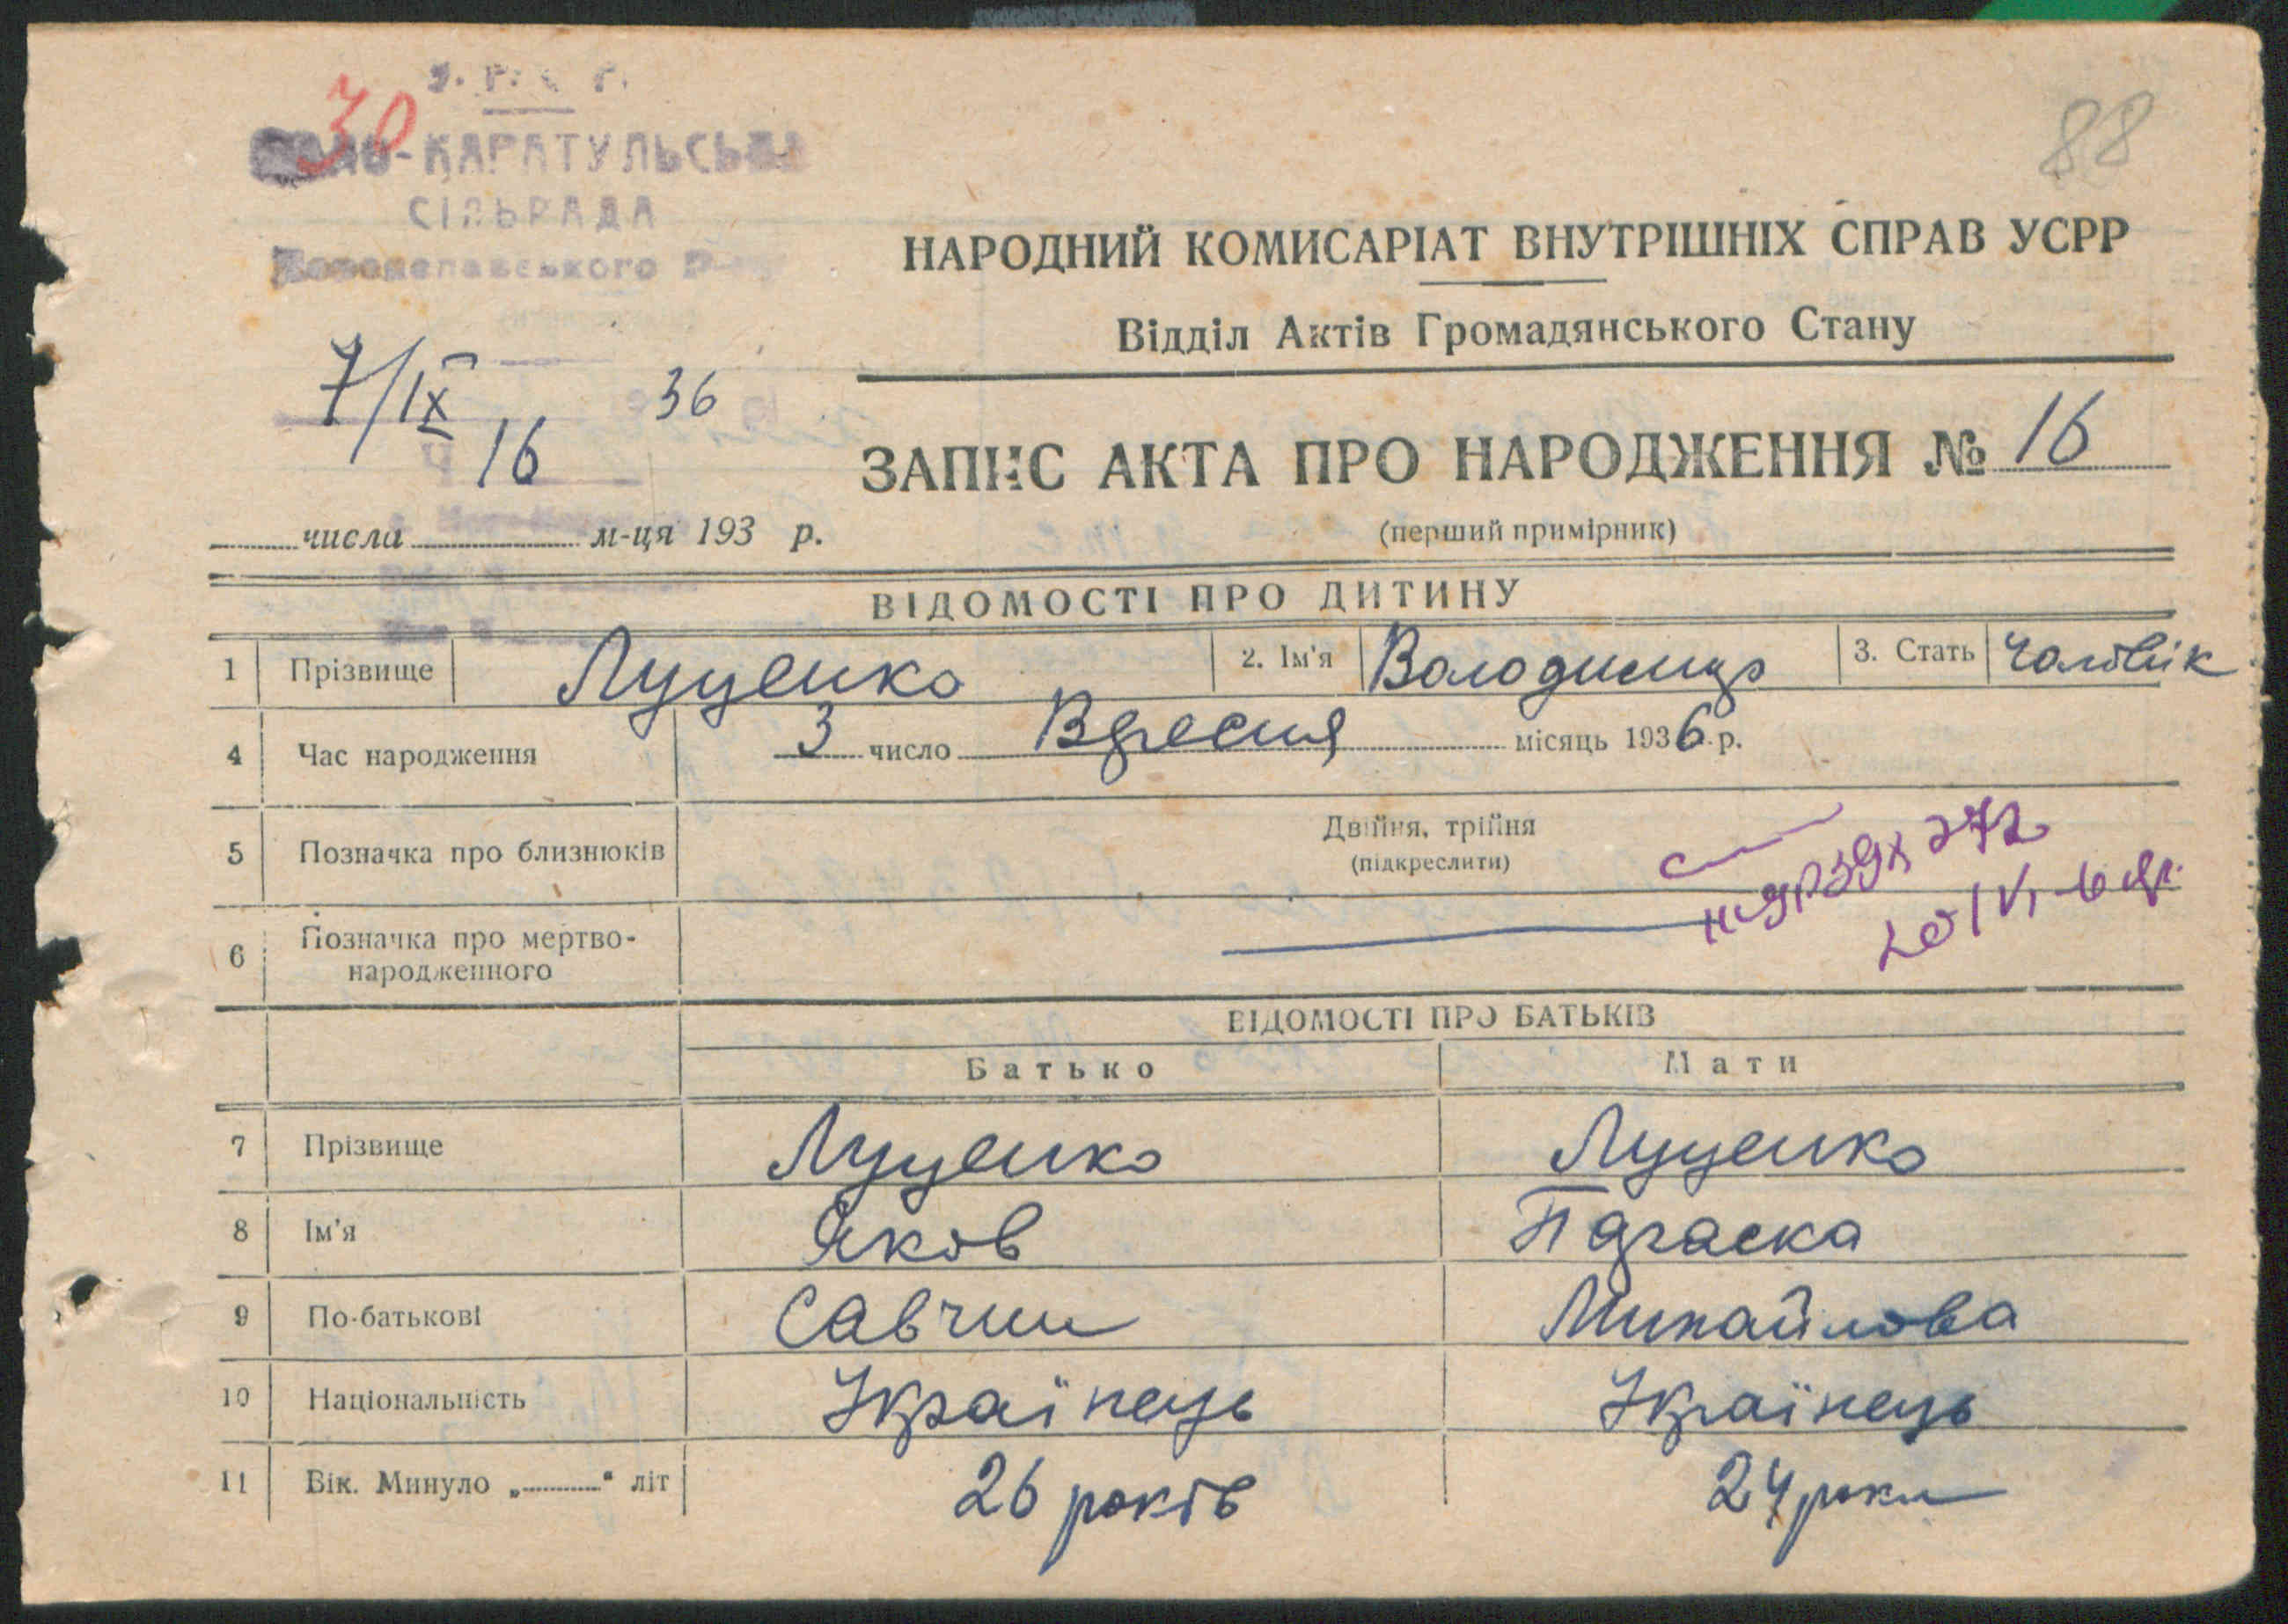 30
88
-КАРАТУЛЬСЬКА
СІЛЬРАДА
НАРОДНИЙ КОМИСАРІАТ ВНУТРІШНІХ СПРАВ УСРР
Відділ Актів Громадянського Стану
7/IX 36
16
ЗАПИС АКТА ПРО НАРОДЖЕННЯ № 16
числа м-ця 193 р.
(перший примірник)
ВІДОМОСТІ ПРО ДИТИНУ
1 Прізвище Луценко 2. Ім'я Володимир 3. Стать Чоловік
4 Час народження 3 число Вересня місяць 1936 р.
5 Позначка про близнюків Двійня, трійня
(підкреслити)
272
6 Позначка про мертво-
народженного
ВІДОМОСТІ ПРО БАТЬКІВ
Батько Мати
7 Прізвище Луценко Луценко
8 Ім'я Яков Параска
9 По-батькові Савчин Михайлова
10 Національність Українець Українець
11 Вік. Минуло „ “ літ 26 років 24 роки